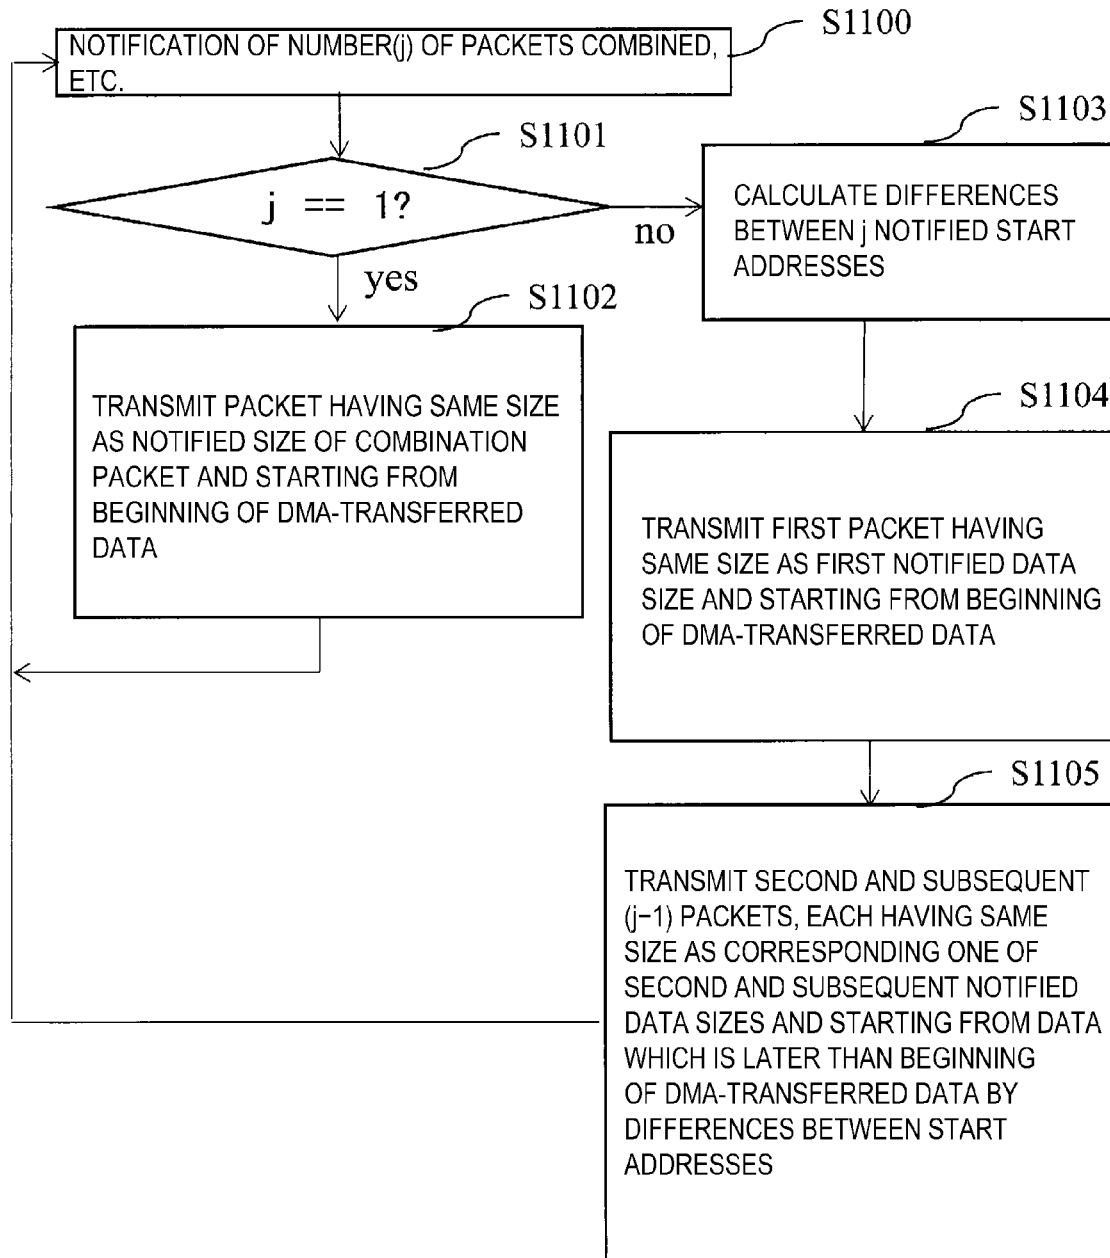 S1100
NOTIFICATION OF NUMBER(j) OF PACKETS COMBINED,
ETC.
S1101
j == 1?
no
yes
S1102
TRANSMIT PACKET HAVING SAME SIZE
AS NOTIFIED SIZE OF COMBINATION
PACKET AND STARTING FROM
BEGINNING OF DMA-TRANSFERRED
DATA
S1103
CALCULATE DIFFERENCES
BETWEEN j NOTIFIED START
ADDRESSES
S1104
TRANSMIT FIRST PACKET HAVING
SAME SIZE AS FIRST NOTIFIED DATA
SIZE AND STARTING FROM BEGINNING
OF DMA-TRANSFERRED DATA
S1105
TRANSMIT SECOND AND SUBSEQUENT
(j−1) PACKETS, EACH HAVING SAME
SIZE AS CORRESPONDING ONE OF
SECOND AND SUBSEQUENT NOTIFIED
DATA SIZES AND STARTING FROM DATA
WHICH IS LATER THAN BEGINNING
OF DMA-TRANSFERRED DATA BY
DIFFERENCES BETWEEN START
ADDRESSES